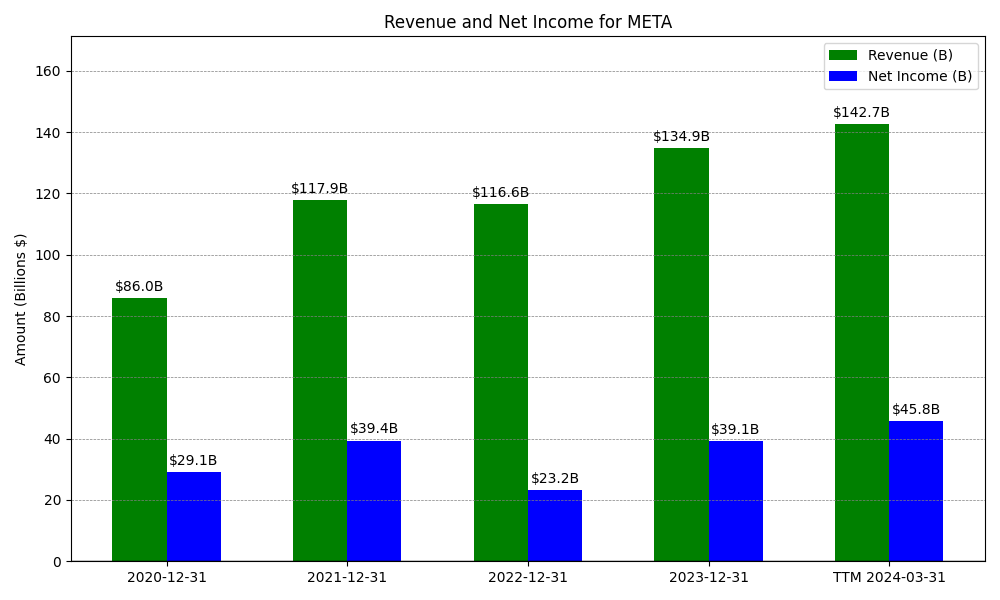 Revenue and Net Income for META
Revenue (B)
Net Income (B)
Amount (Billions $)
160
140
120
100
80
60
40
20
0
$86.0B
$29.1B
$117.9B
$39.4B
$116.6B
$23.2B
$134.9B
$39.1B
$142.7B
$45.8B
2020-12-31
2021-12-31
2022-12-31
2023-12-31
TTM 2024-03-31